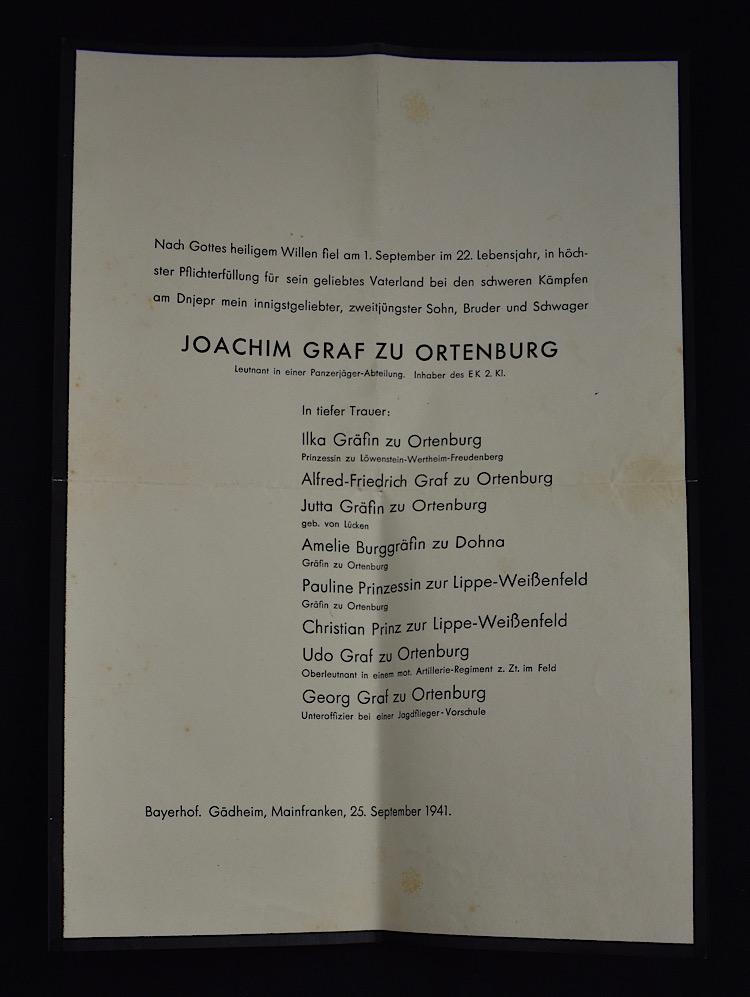 Nach Gottes heiligem Willen fiel am 1. September im 22. Lebensjahr, in höch-
ster Pflichterfüllung für sein geliebtes Vaterland bei den schweren Kämpfen
am Dnjepr mein innigstgeliebter, zweitjüngster Sohn, Bruder und Schwager
JOACHIM GRAF ZU ORTENBURG
Leutnant in einer Panzerjäger-Abteilung. Inhaber des EK 2. Kl.
In tiefer Trauer:
Ilka Gräfin zu Ortenburg
Prinzessin zu Löwenstein-Wertheim-Freudenberg
Alfred-Friedrich Graf zu Ortenburg
Jutta Gräfin zu Ortenburg
geb. von Lücken
Amelie Burggräfin zu Dohna
Gräfin zu Ortenburg
Pauline Prinzessin zur Lippe-Weißenfeld
Gräfin zu Ortenburg
Christian Prinz zur Lippe-Weißenfeld
Udo Graf zu Ortenburg
Oberleutnant in einem mot. Artillerie-Regiment z. Zt. im Feld
Georg Graf zu Ortenburg
Unteroffizier bei einer Jagdflieger-Vorschule
Bayerhof. Gädheim, Mainfranken, 25. September 1941.